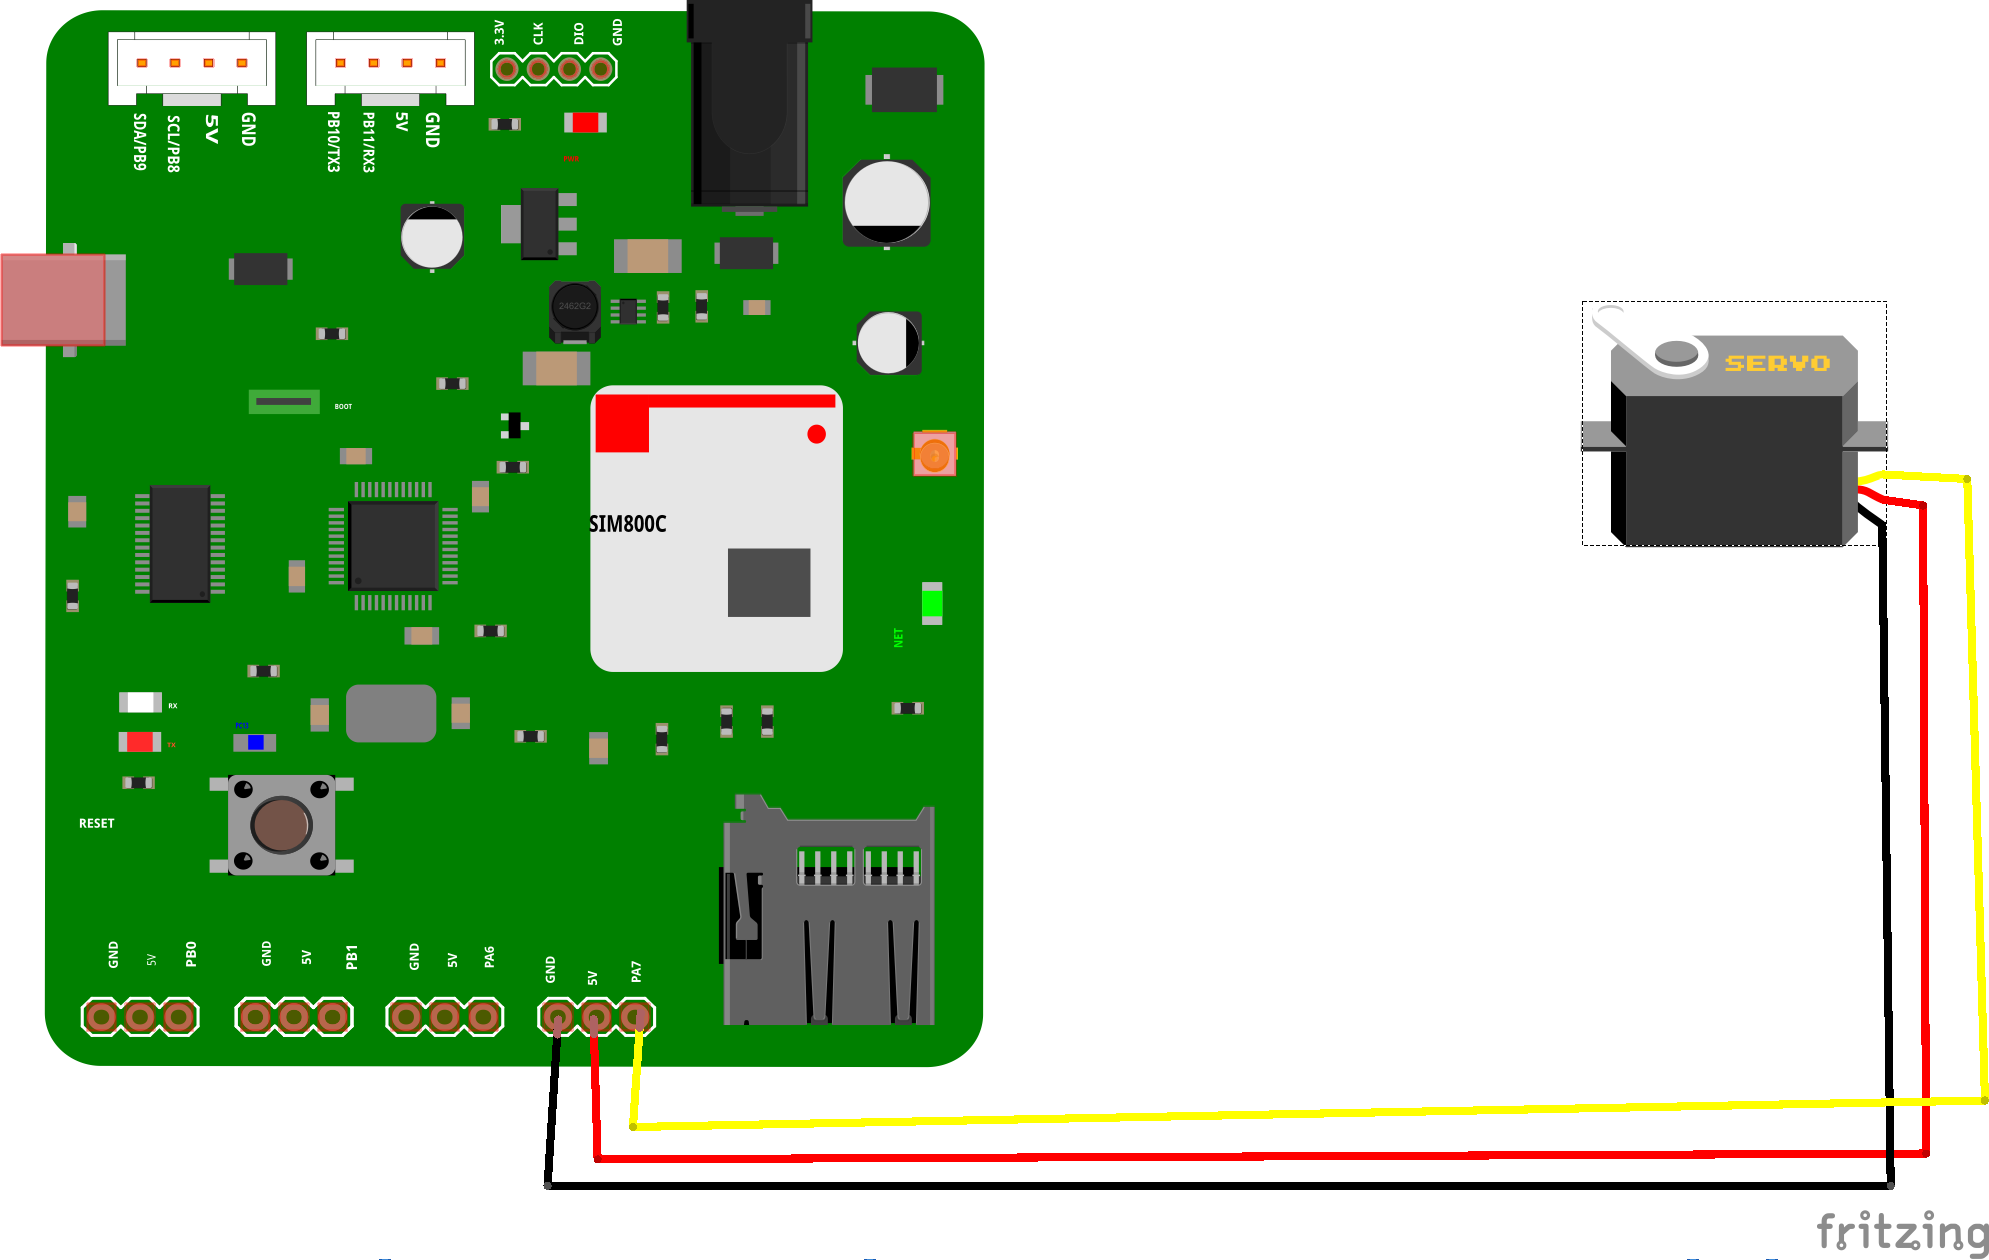 3.3V
CLK
DIO
GND
SDA/PB9
SCL/PB8
5V
GND
PB10/TX3
PB11/RX3
5V
GND
2462G2
SERVO
BOOT
SIM800C
NET
RX
PC13
TX
RESET
GND
5V
PB0
GND
5V
PB1
GND
5V
PA6
GND
5V
PA7
fritzing